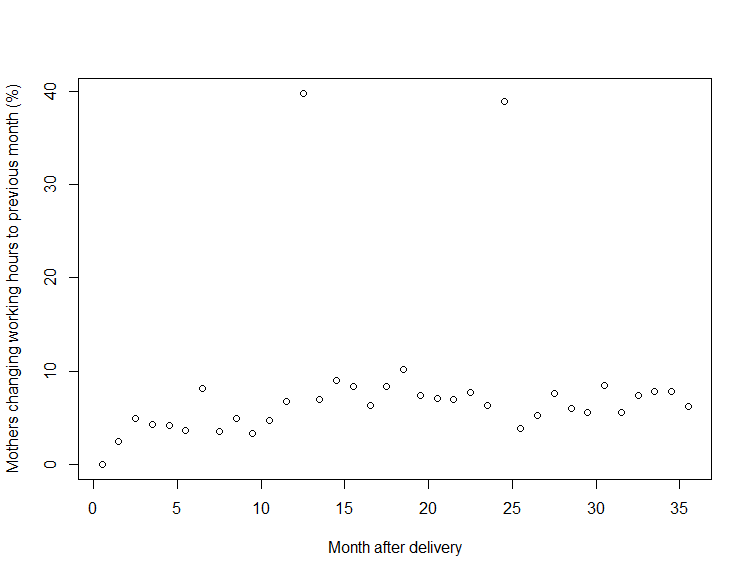 Mothers changing working hours to previous month (%)
40
30
20
10
0
0 5 10 15 20 25 30 35
Month after delivery